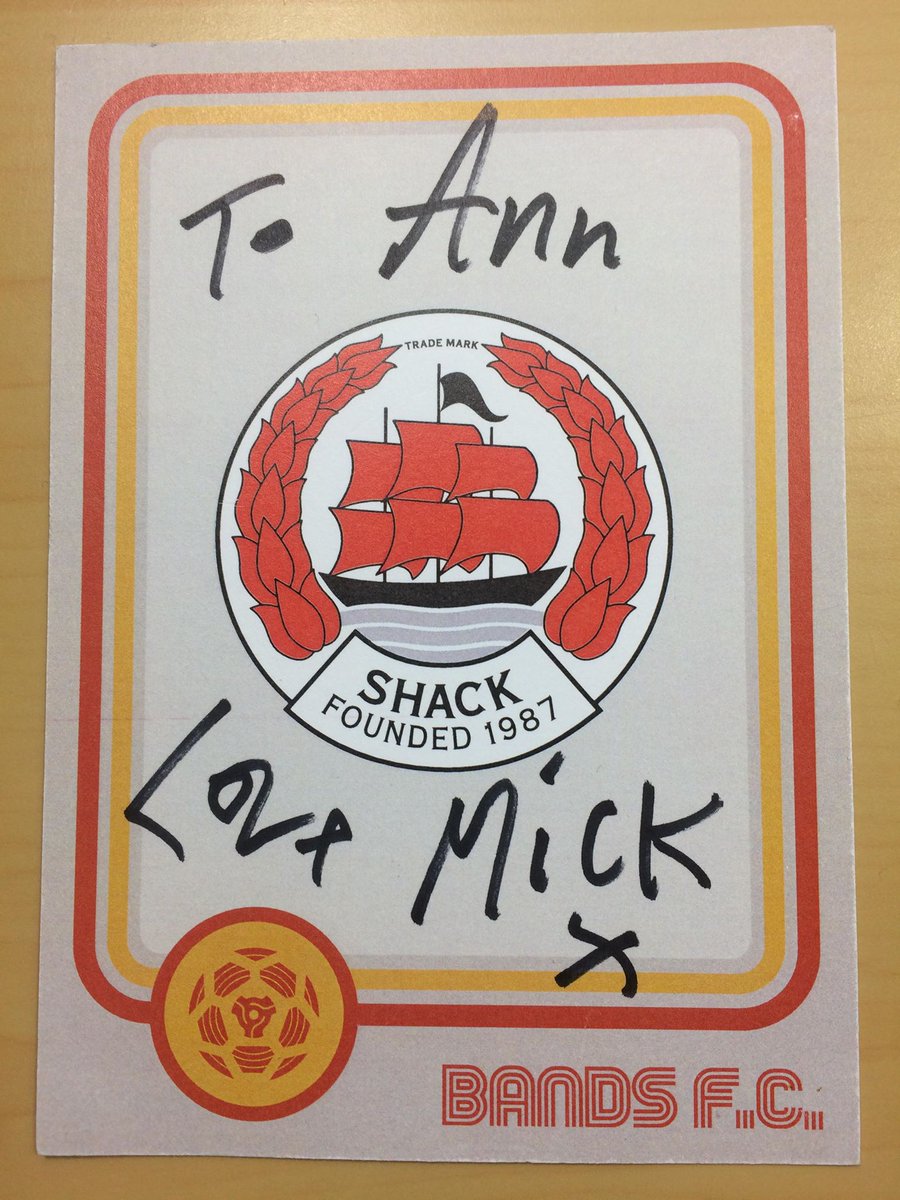 To Ann
TRADE MARK
SHACK
FOUNDED 1987
Love Mick
x
BANDS F.C.